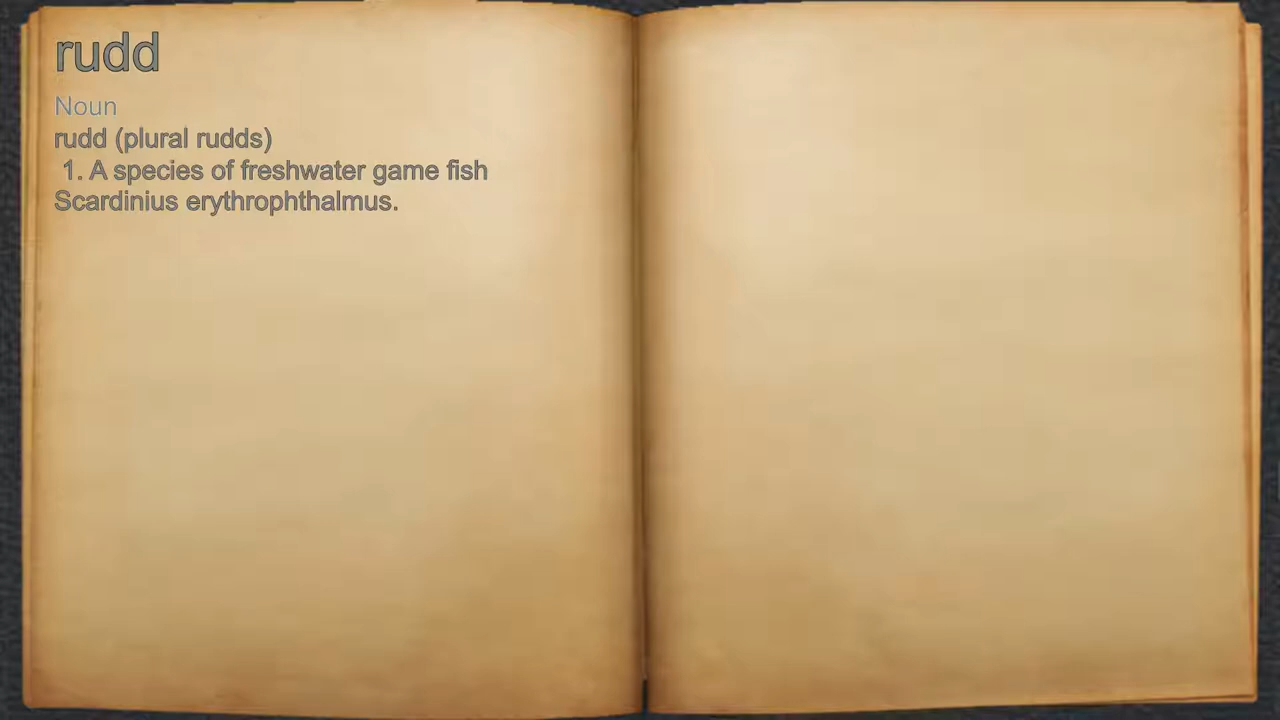 rudd
Noun
rudd (plural rudds)
1. A species of freshwater game fish
Scardinius erythrophthalmus.